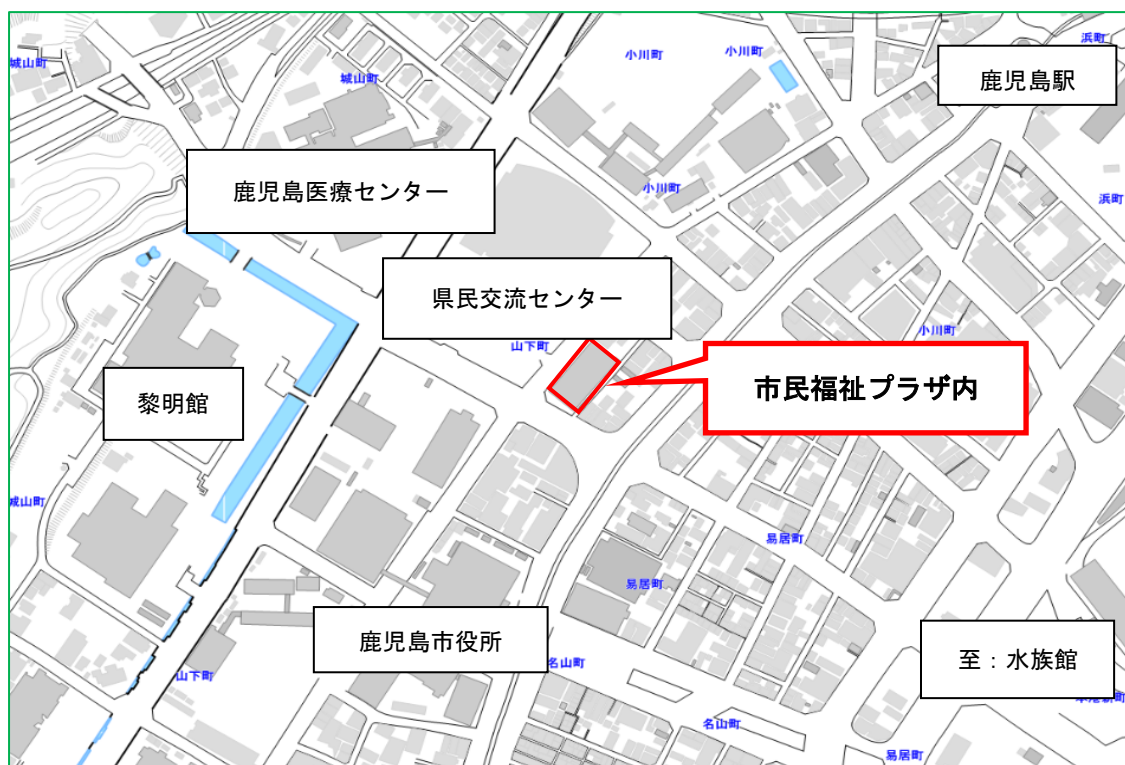 小川町
小川町
浜町
城山町
城山町
鹿児島駅
鹿児島医療センター
小川町
浜町
県民交流センター
山下町
小川町
市民福祉プラザ内
黎明館
城山町
易居町
易居町
鹿児島市役所
至：水族館
名山町
山下町
名山町
易居町